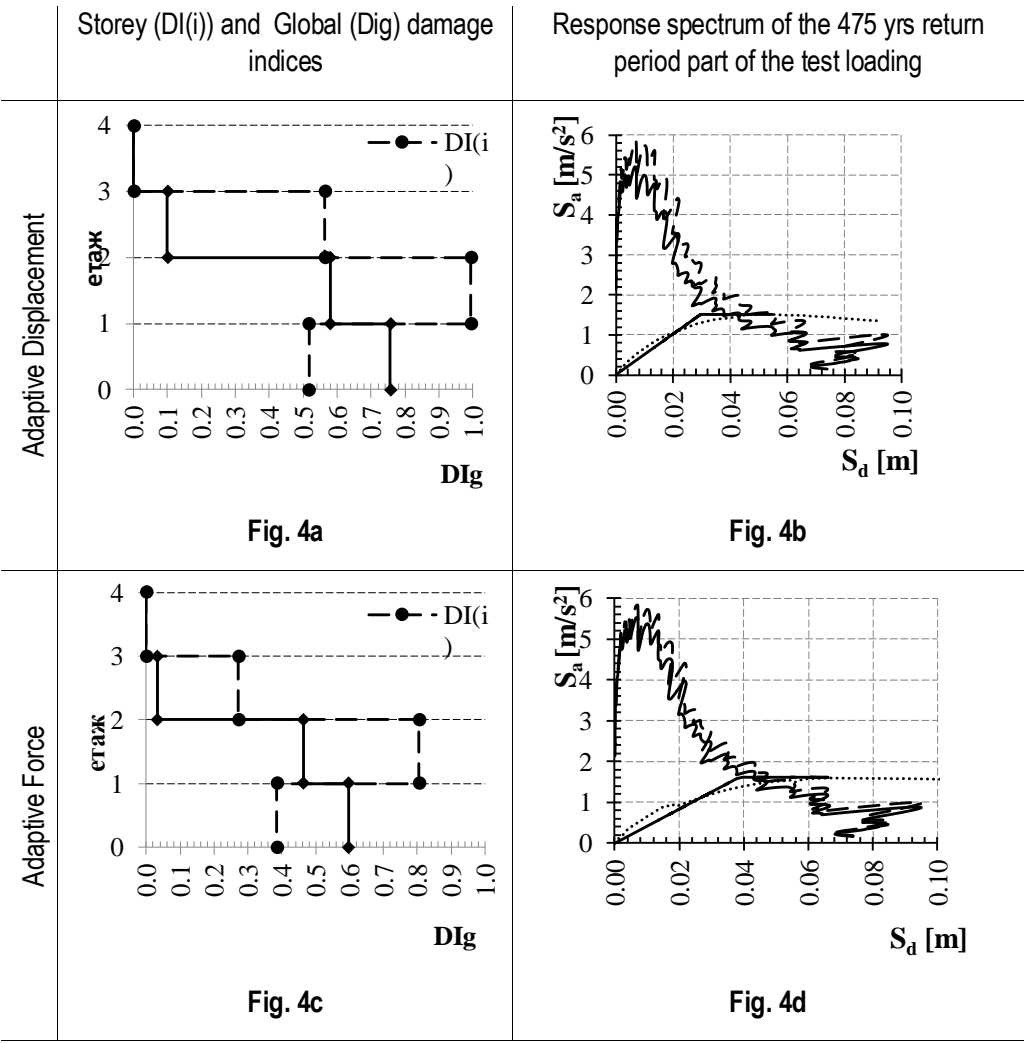 Storey (DI(i)) and Global (Dig) damage
indices
Response spectrum of the 475 yrs return
period part of the test loading
Adaptive Displacement
4
3
2
1
0
етаж
DI(i
)
0.0 0.1 0.2 0.3 0.4 0.5 0.6 0.7 0.8 0.9 1.0
DIg
Fig. 4a
Sa [m/s²]
6
5
4
3
2
1
0
0.00 0.02 0.04 0.06 0.08 0.10
Sd [m]
Fig. 4b
Adaptive Force
4
3
2
1
0
етаж
DI(i
)
0.0 0.1 0.2 0.3 0.4 0.5 0.6 0.7 0.8 0.9 1.0
DIg
Fig. 4c
Sa [m/s²]
6
5
4
3
2
1
0
0.00 0.02 0.04 0.06 0.08 0.10
Sd [m]
Fig. 4d